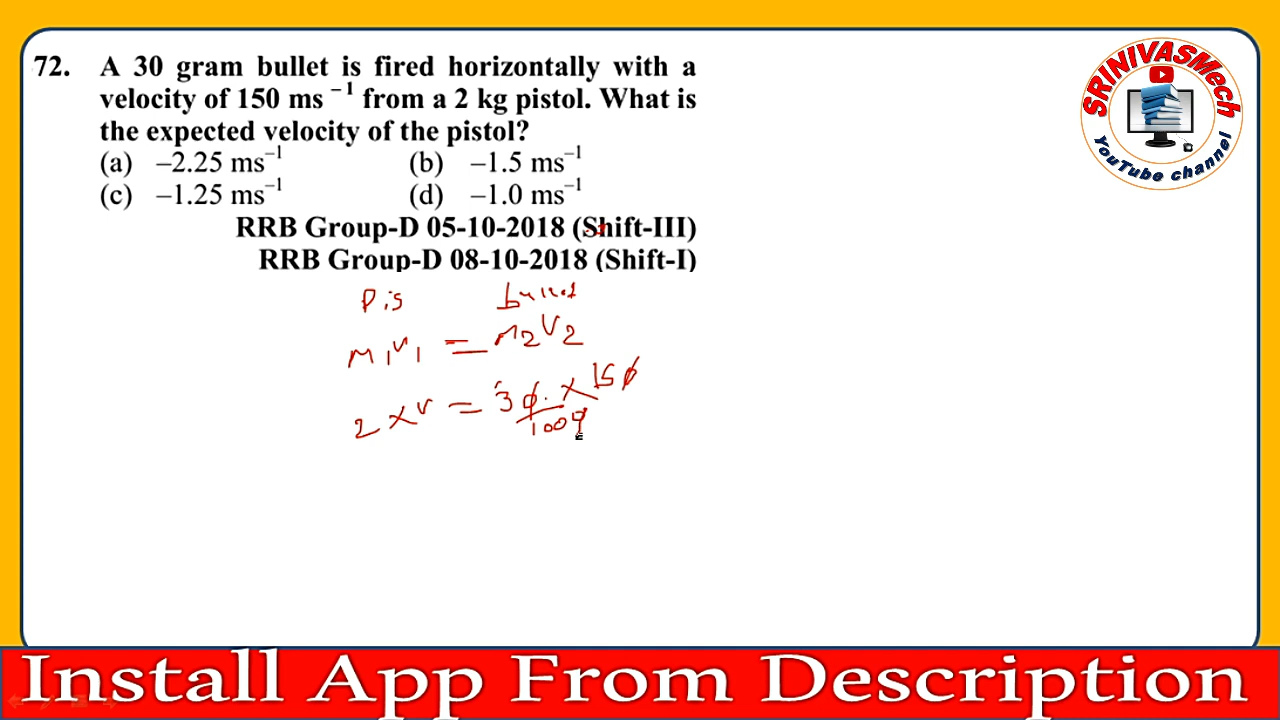 72. A 30 gram bullet is fired horizontally with a
velocity of 150 ms⁻¹ from a 2 kg pistol. What is
the expected velocity of the pistol?
(a) –2.25 ms⁻¹ (b) –1.5 ms⁻¹
(c) –1.25 ms⁻¹ (d) –1.0 ms⁻¹
RRB Group-D 05-10-2018 (Shift-III)
RRB Group-D 08-10-2018 (Shift-I)
Pis bullet
M₁V₁ = M₂V₂
2 × V = 30/1000 × 150
SRINIVASMech
YouTube channel
Install App From Description